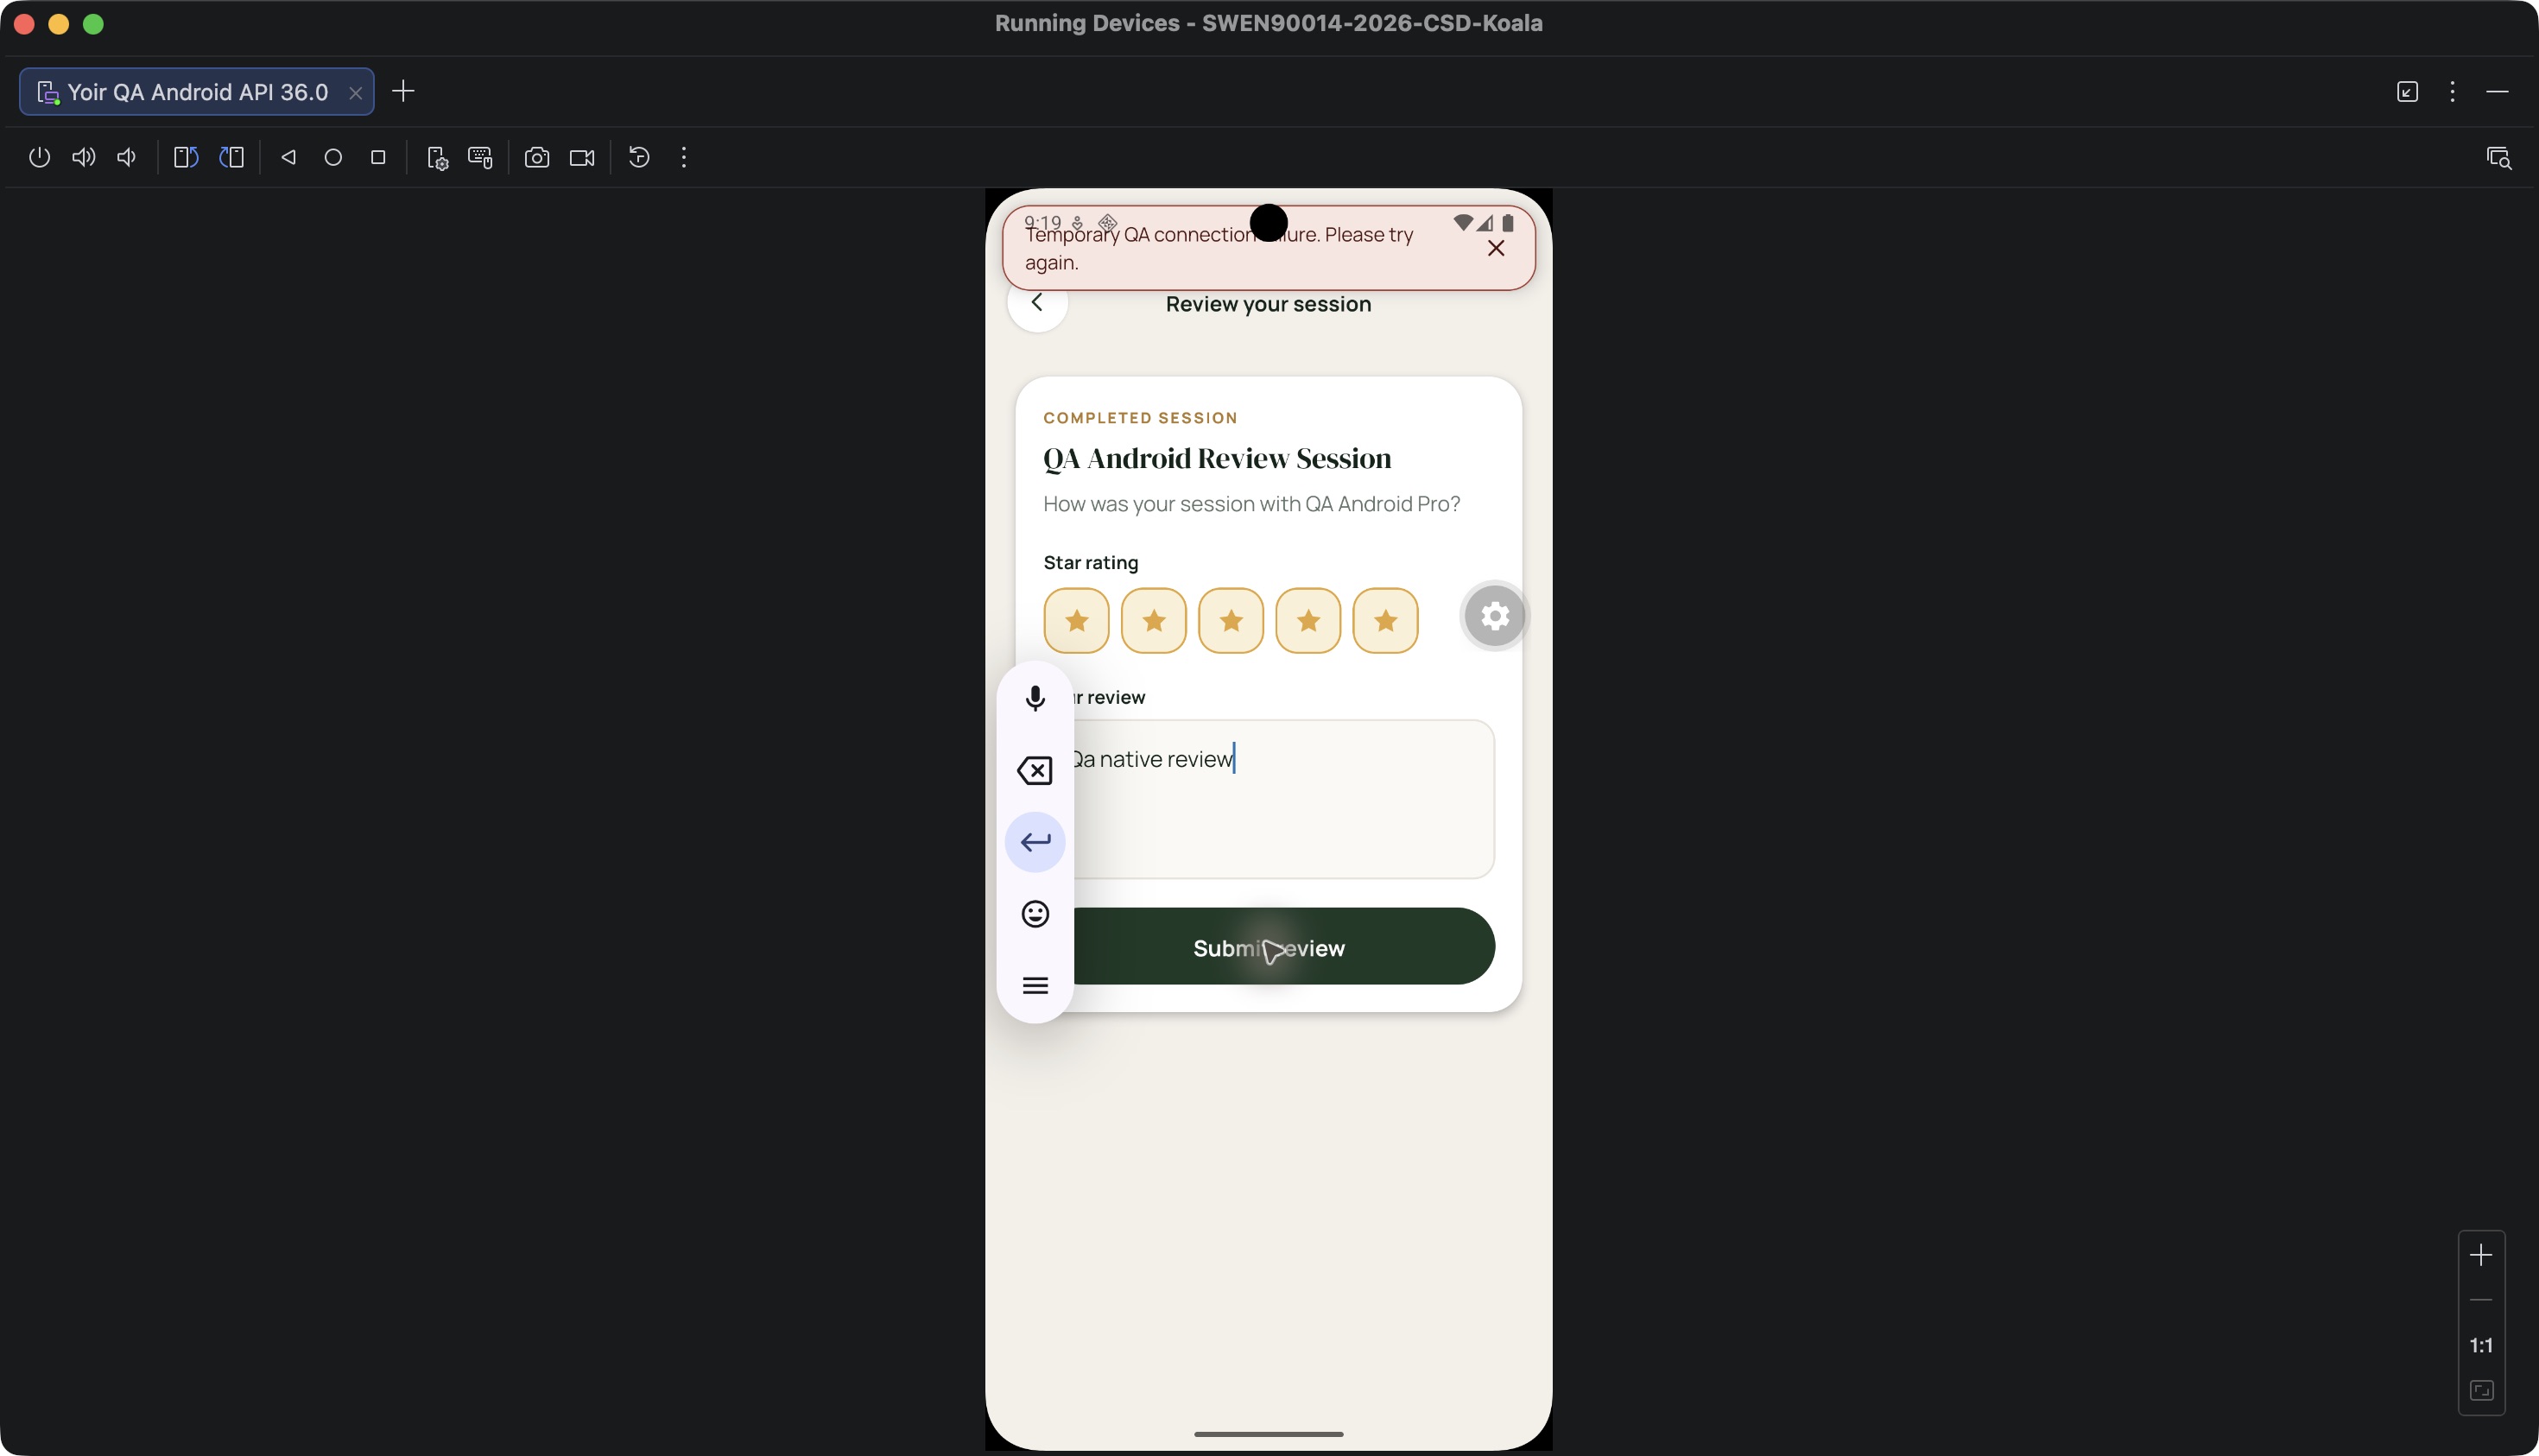 Running Devices - SWEN90014-2026-CSD-Koala
Yoir QA Android API 36.0
9:19
Temporary QA connection lure. Please try
again.
Review your session
COMPLETED SESSION
QA Android Review Session
How was your session with QA Android Pro?
Star rating
r review
Qa native review
Submi eview
1:1